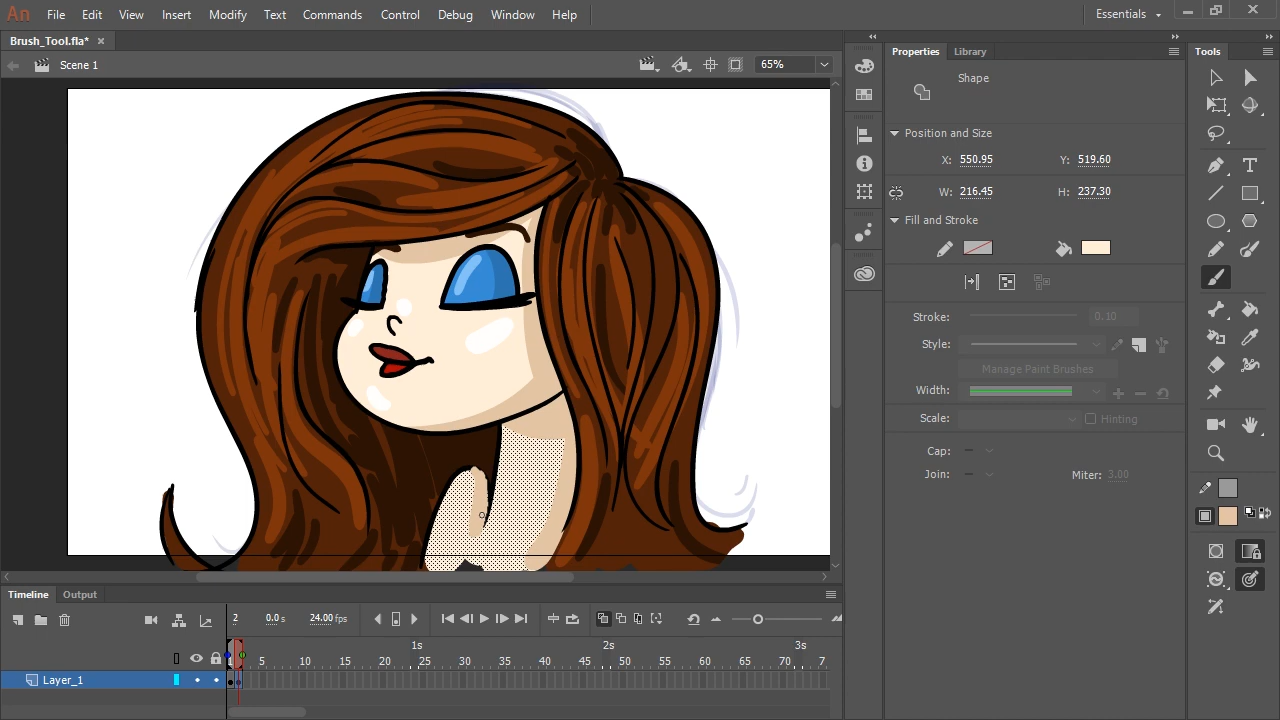 An File Edit View Insert Modify Text Commands Control Debug Window Help Essentials
Brush_Tool.fla* ×
Scene 1 65%
Properties Library Tools
Shape
Position and Size
X: 550.95 Y: 519.60
W: 216.45 H: 237.30
Fill and Stroke
Stroke: 0.10
Style:
Manage Paint Brushes
Width:
Scale: Hinting
Cap:
Join: Miter: 3.00
Timeline Output
2 0.0 s 24.00 fps
1s 2s 3s
1 5 10 15 20 25 30 35 40 45 50 55 60 65 70 7
Layer_1